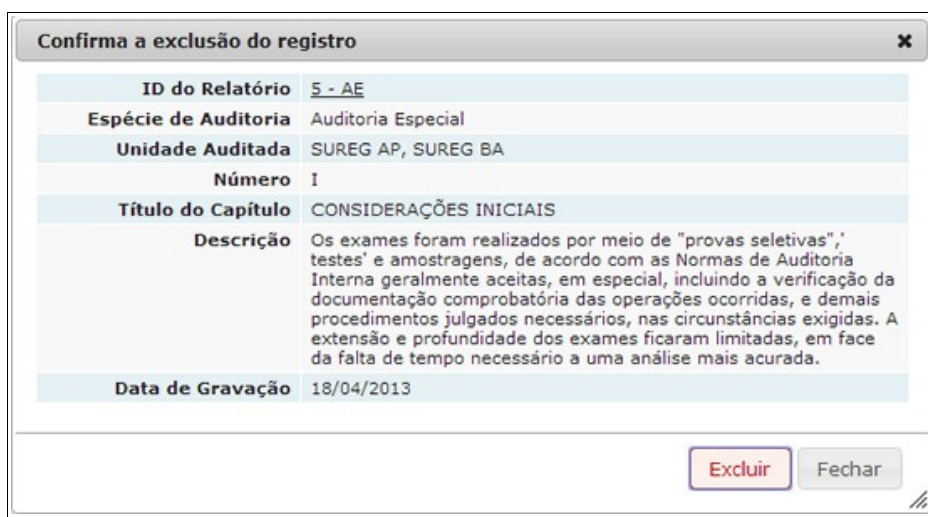 Confirma a exclusão do registro
ID do Relatório 5 - AE
Espécie de Auditoria Auditoria Especial
Unidade Auditada SUREG AP, SUREG BA
Número I
Título do Capítulo CONSIDERAÇÕES INICIAIS
Descrição Os exames foram realizados por meio de "provas seletivas",'
testes' e amostragens, de acordo com as Normas de Auditoria
Interna geralmente aceitas, em especial, incluindo a verificação da
documentação comprobatória das operações ocorridas, e demais
procedimentos julgados necessários, nas circunstâncias exigidas. A
extensão e profundidade dos exames ficaram limitadas, em face
da falta de tempo necessário a uma análise mais acurada.
Data de Gravação 18/04/2013
Excluir Fechar